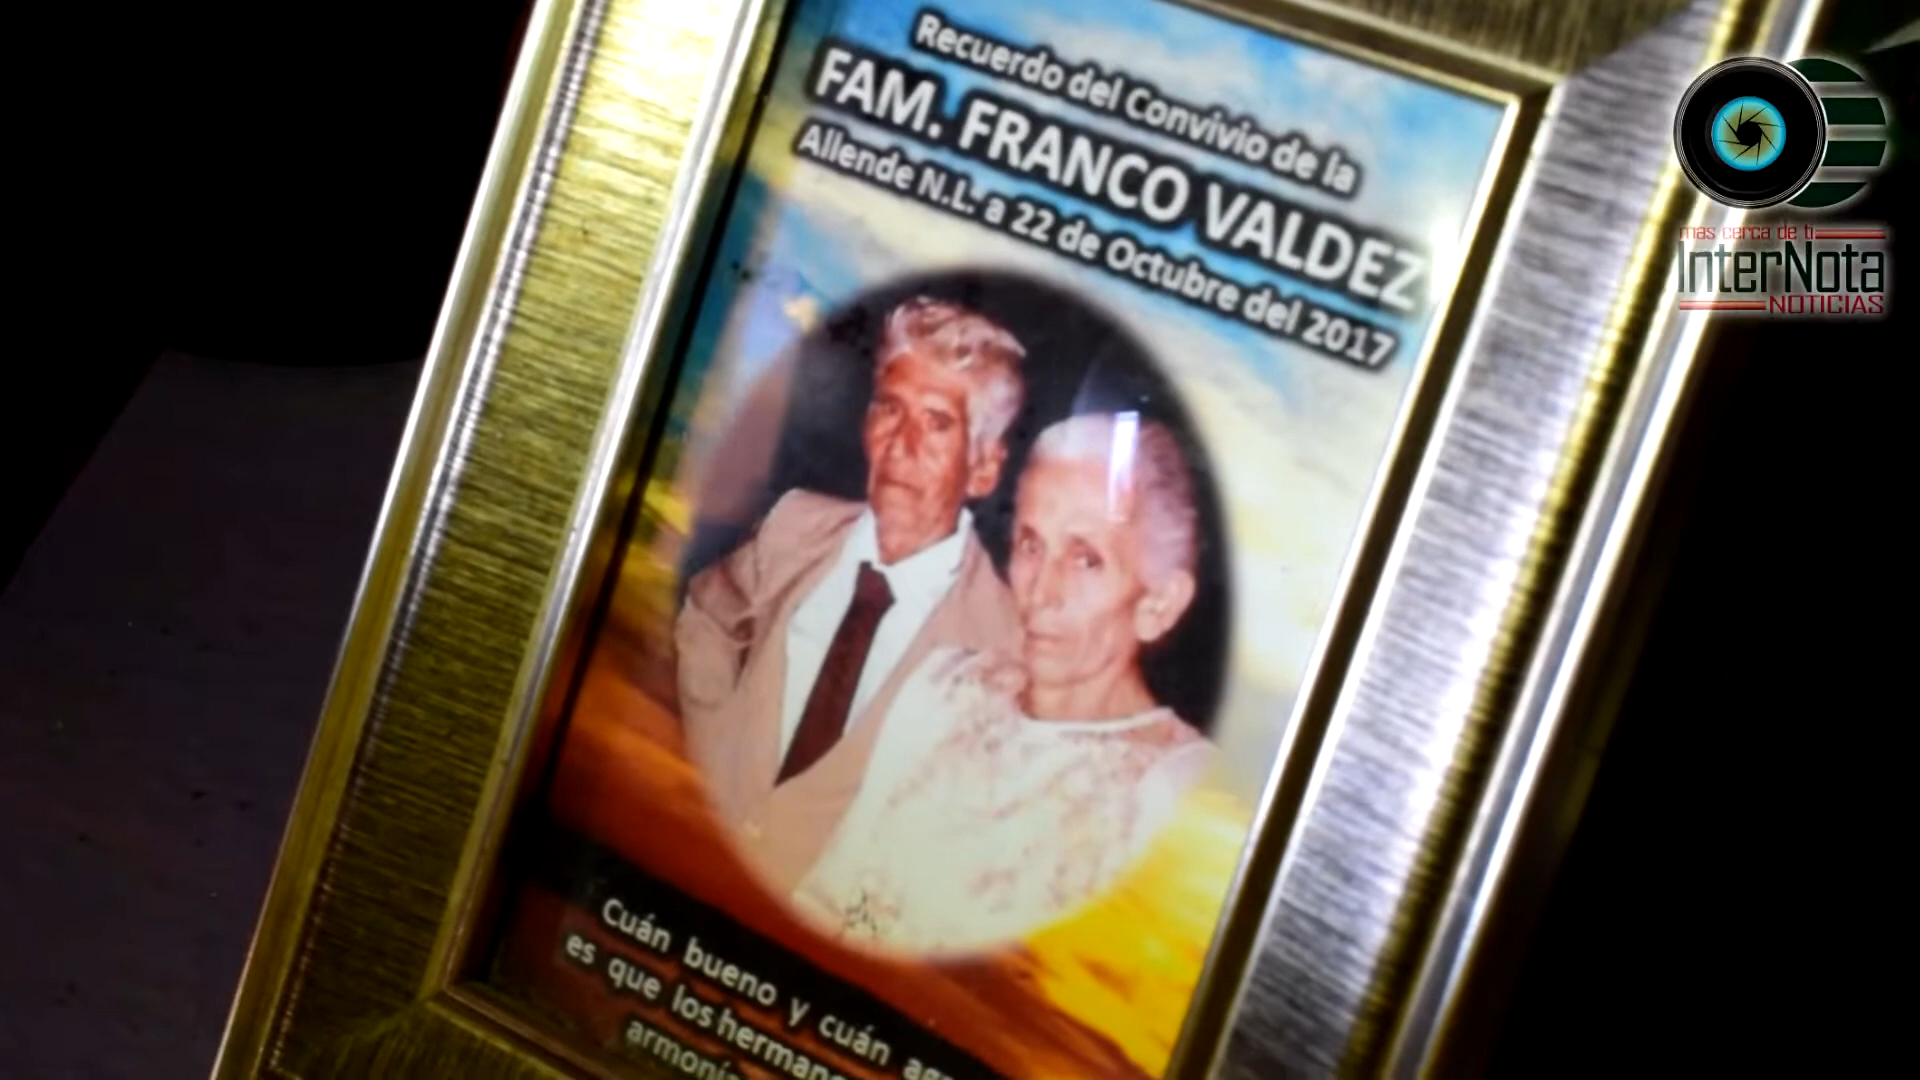 Recuerdo del Convivio de la
FAM. FRANCO VALDEZ
Allende N.L. a 22 de Octubre del 2017
mas cerca de ti
InterNota
NOTICIAS
Cuán bueno y cuán
es que los